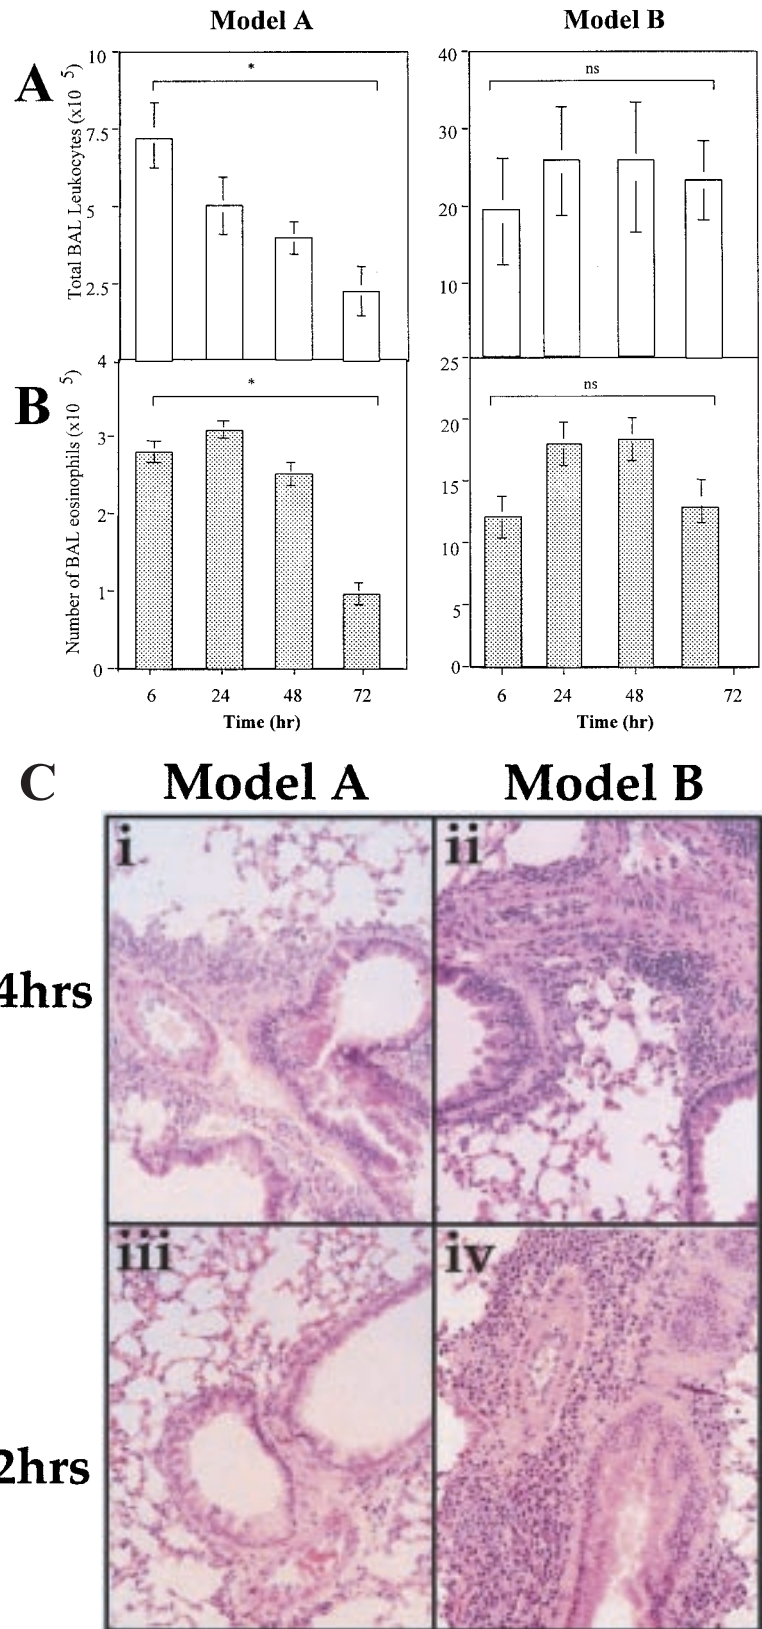 Model A
Model B
A
Total BAL Leukocytes (x10 5)
10
7.5
5
2.5
*
40
30
20
10
ns
B
Number of BAL eosinophils (x10 5)
4
3
2
1
0
*
25
20
15
10
5
0
ns
6 24 48 72
6 24 48 72
Time (hr)
Time (hr)
C
Model A
Model B
i
ii
4hrs
iii
iv
2hrs